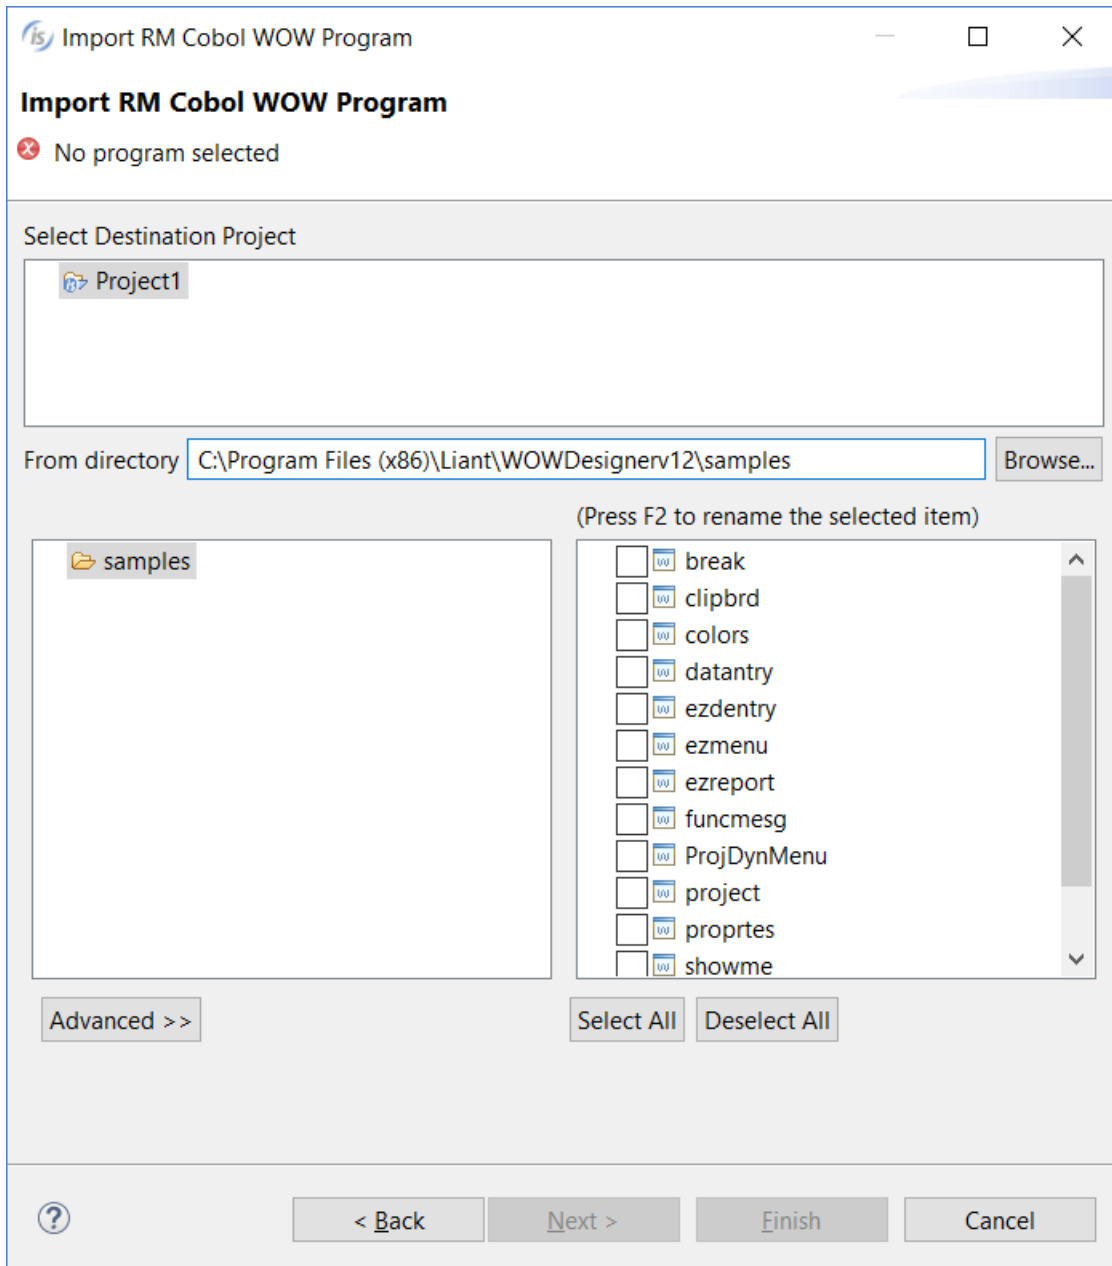 Import RM Cobol WOW Program
Import RM Cobol WOW Program
No program selected
Select Destination Project
Project1
From directory C:\Program Files (x86)\Liant\WOWDesignerv12\samples Browse...
(Press F2 to rename the selected item)
samples
break
clipbrd
colors
datantry
ezdentry
ezmenu
ezreport
funcmesg
ProjDynMenu
project
proprtes
showme
Advanced >> Select All Deselect All
< Back Next > Finish Cancel